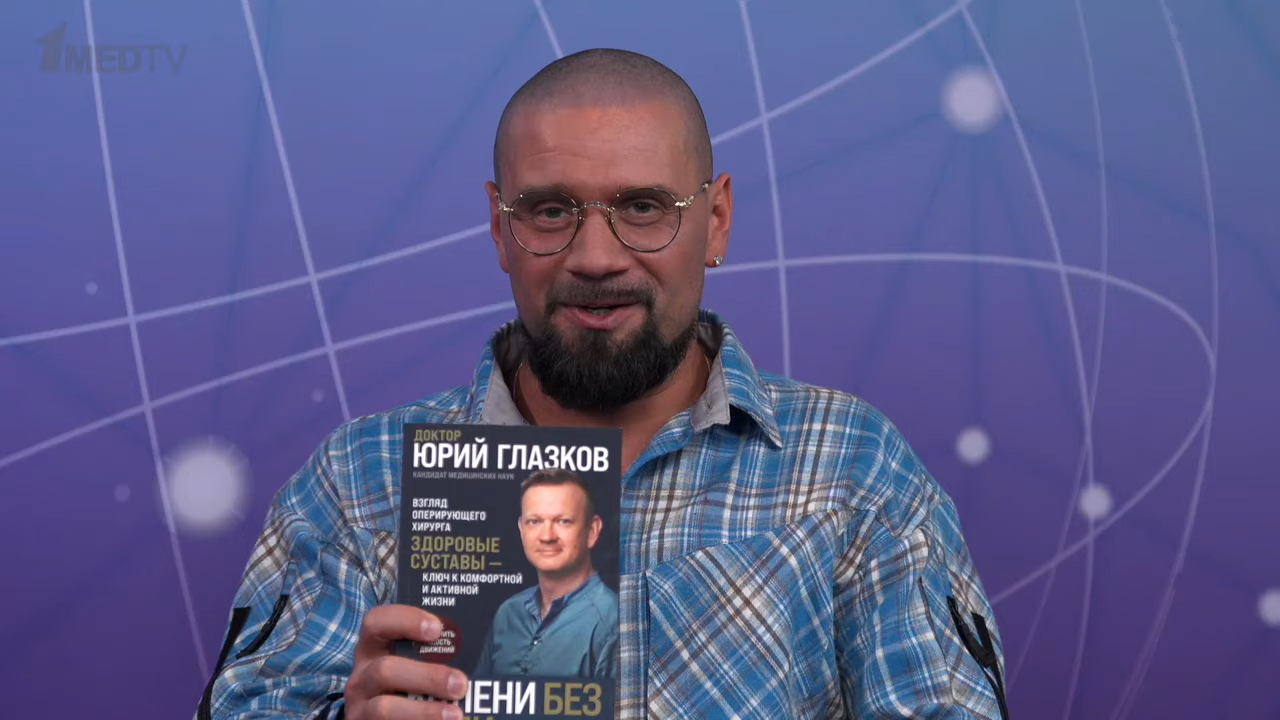 1MEDTV
ДОКТОР
ЮРИЙ ГЛАЗКОВ
КАНДИДАТ МЕДИЦИНСКИХ НАУК
ВЗГЛЯД
ОПЕРИРУЮЩЕГО
ХИРУРГА
ЗДОРОВЫЕ
СУСТАВЫ –
КЛЮЧ К КОМФОРТНОЙ
И АКТИВНОЙ
ЖИЗНИ
ДВИЖЕНИЙ
БЕЗ